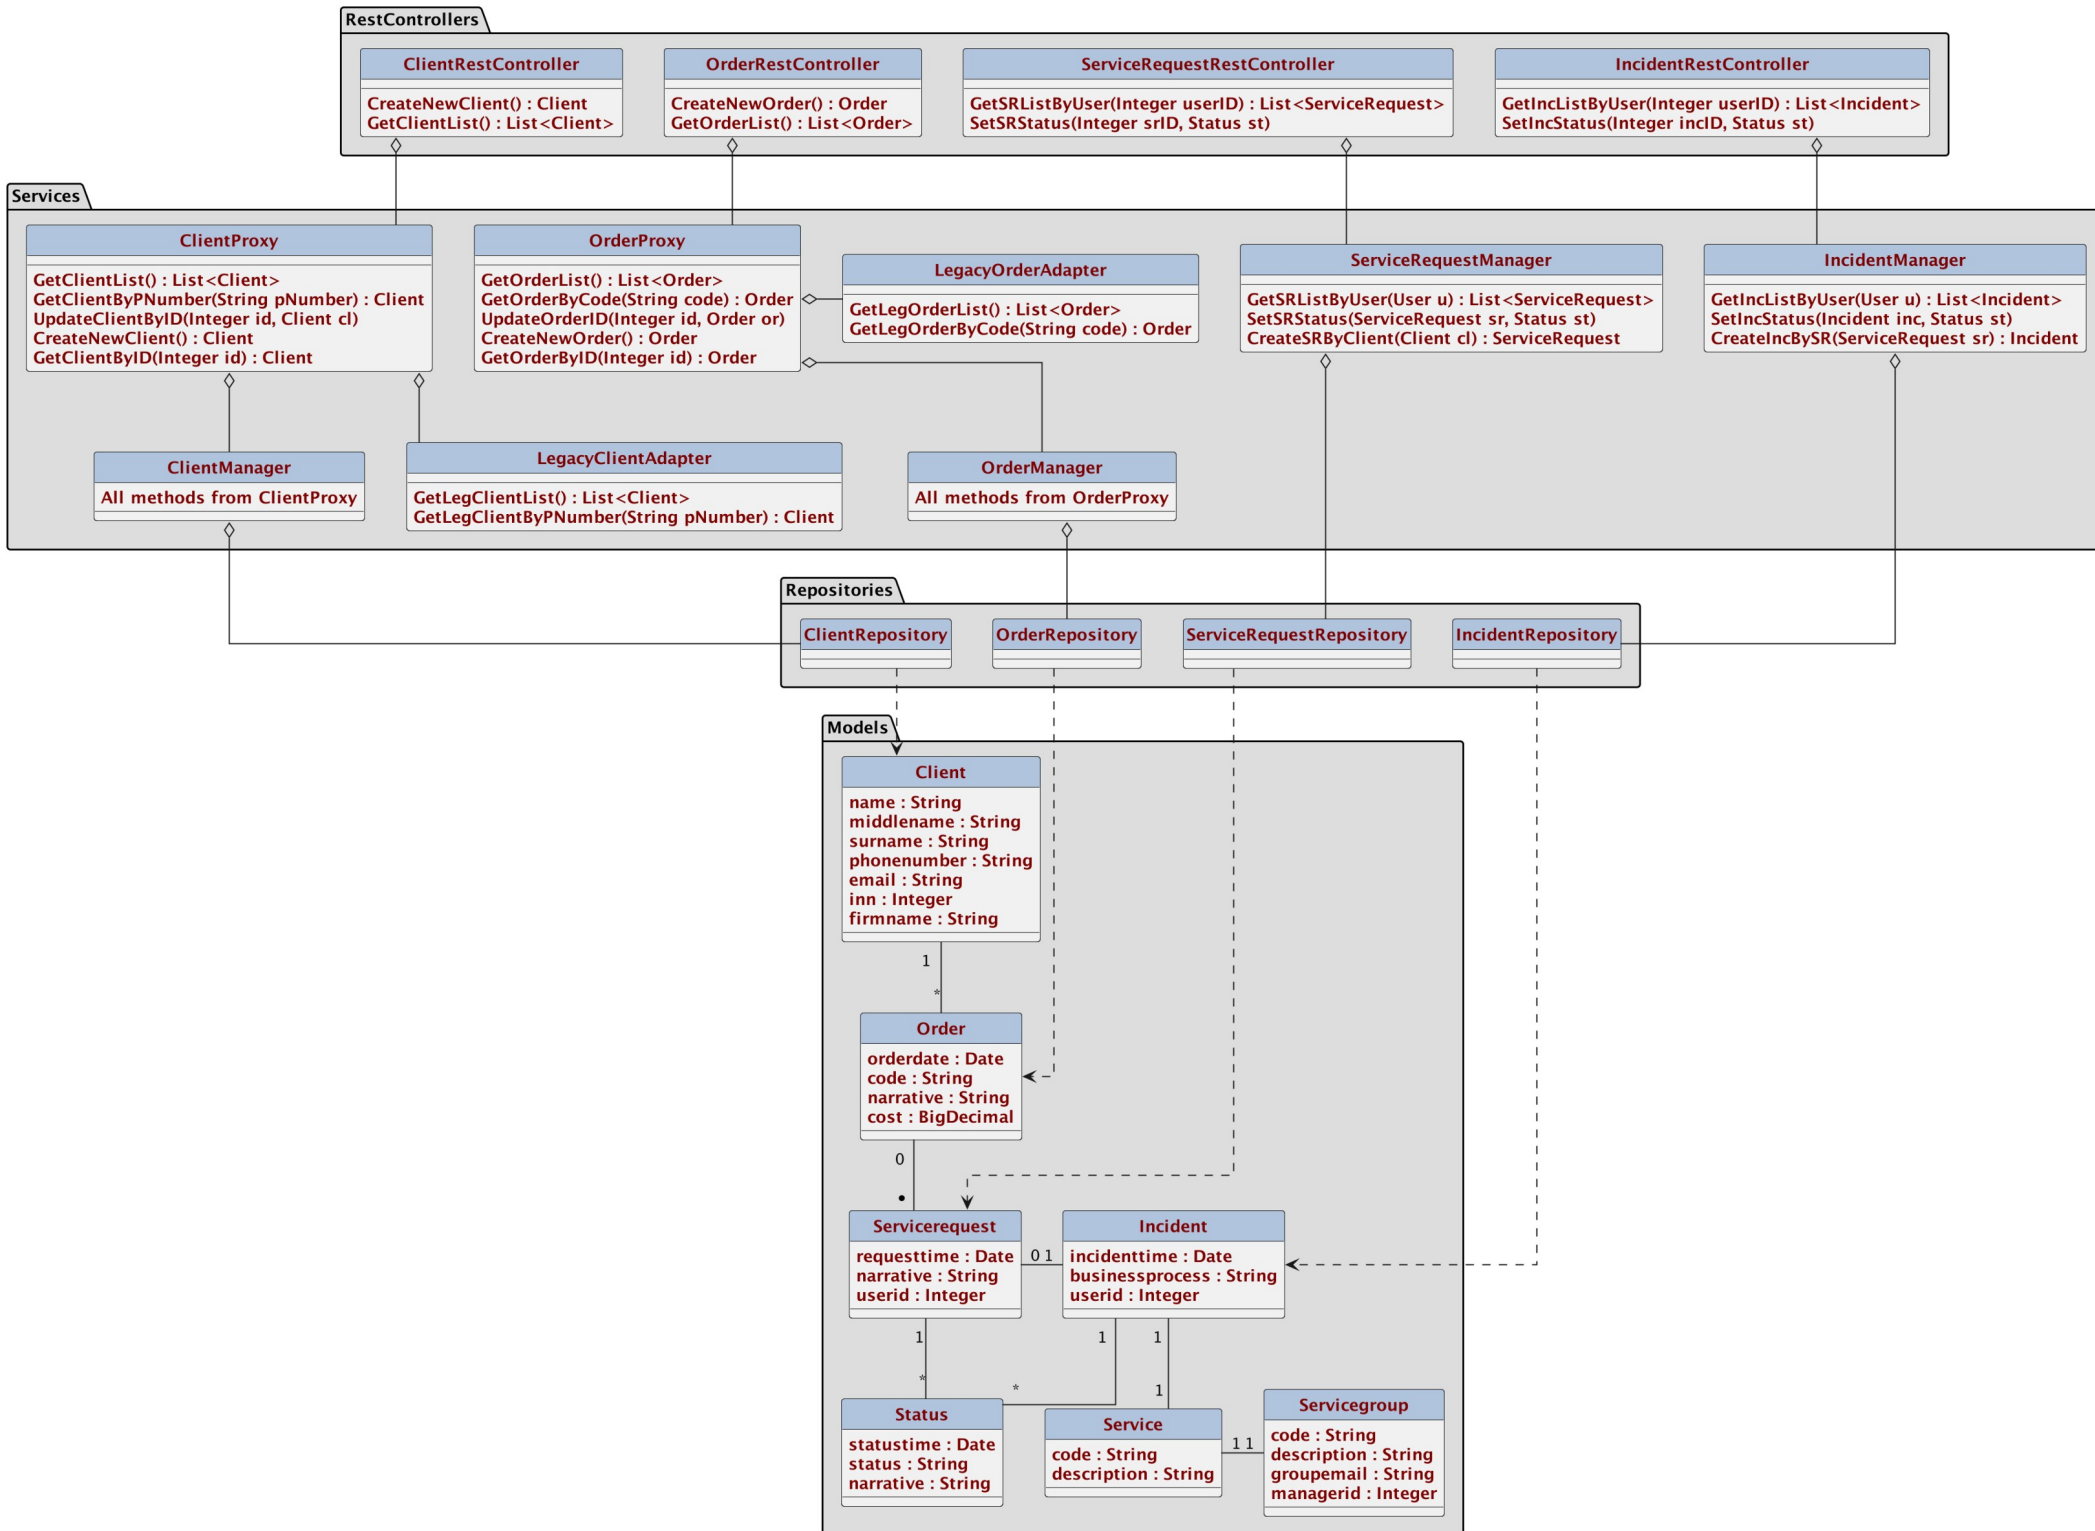 RestControllers
ClientRestController
CreateNewClient() : Client
GetClientList() : List<Client>
OrderRestController
CreateNewOrder() : Order
GetOrderList() : List<Order>
ServiceRequestRestController
GetSRListByUser(Integer userID) : List<ServiceRequest>
SetSRStatus(Integer srID, Status st)
IncidentRestController
GetIncListByUser(Integer userID) : List<Incident>
SetIncStatus(Integer incID, Status st)
Services
ClientProxy
GetClientList() : List<Client>
GetClientByPNumber(String pNumber) : Client
UpdateClientByID(Integer id, Client cl)
CreateNewClient() : Client
GetClientByID(Integer id) : Client
OrderProxy
GetOrderList() : List<Order>
GetOrderByCode(String code) : Order
UpdateOrderID(Integer id, Order or)
CreateNewOrder() : Order
GetOrderByID(Integer id) : Order
LegacyOrderAdapter
GetLegOrderList() : List<Order>
GetLegOrderByCode(String code) : Order
ServiceRequestManager
GetSRListByUser(User u) : List<ServiceRequest>
SetSRStatus(ServiceRequest sr, Status st)
CreateSRByClient(Client cl) : ServiceRequest
IncidentManager
GetIncListByUser(User u) : List<Incident>
SetIncStatus(Incident inc, Status st)
CreateIncBySR(ServiceRequest sr) : Incident
ClientManager
All methods from ClientProxy
LegacyClientAdapter
GetLegClientList() : List<Client>
GetLegClientByPNumber(String pNumber) : Client
OrderManager
All methods from OrderProxy
Repositories
ClientRepository
OrderRepository
ServiceRequestRepository
IncidentRepository
Models
Client
name : String
middlename : String
surname : String
phonenumber : String
email : String
inn : Integer
firmname : String
1
*
Order
orderdate : Date
code : String
narrative : String
cost : BigDecimal
0
•
Servicerequest
requesttime : Date
narrative : String
userid : Integer
0 1
Incident
incidenttime : Date
businessprocess : String
userid : Integer
1
*
1
*
1
1
Status
statustime : Date
status : String
narrative : String
Service
code : String
description : String
1 1
Servicegroup
code : String
description : String
groupemail : String
managerid : Integer